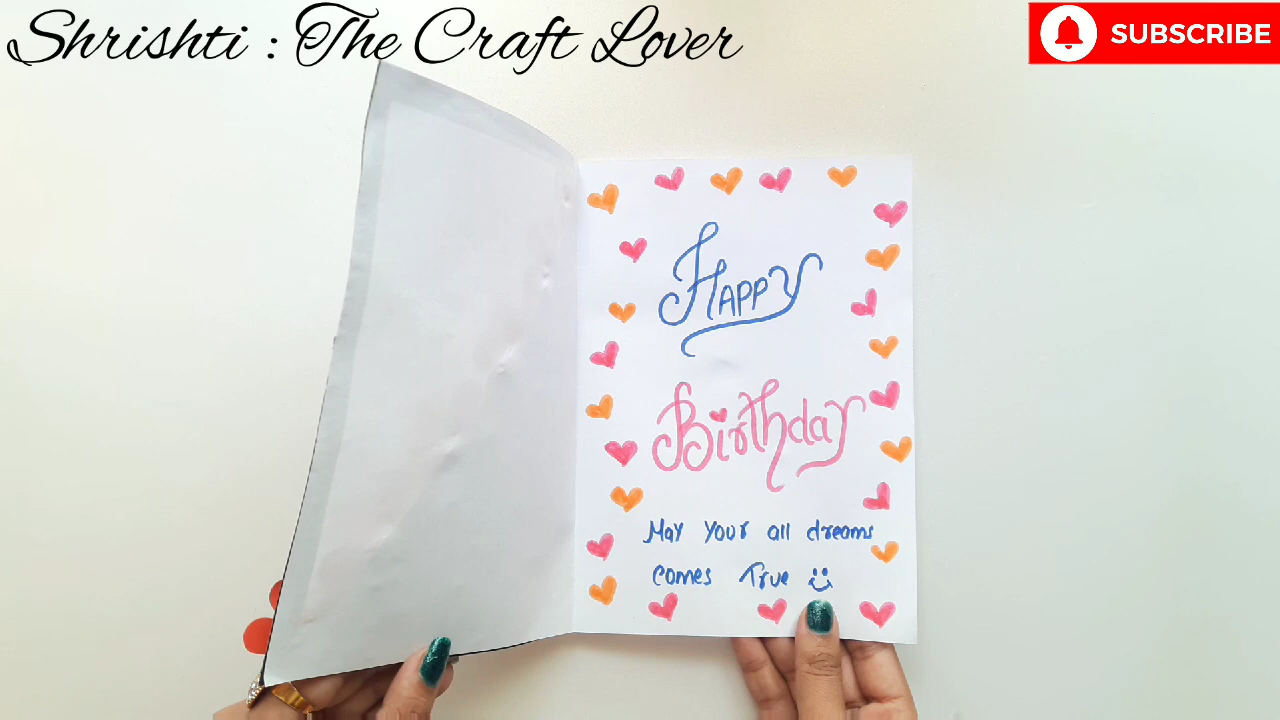 Shrishti : The Craft Lover
SUBSCRIBE
Happy
Birthday
May your all dreams
comes True